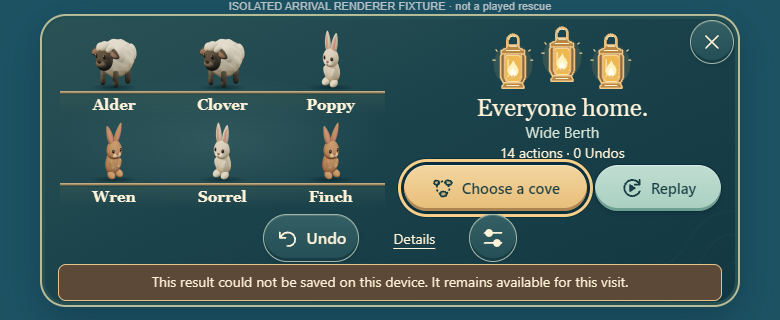 ISOLATED ARRIVAL RENDERER FIXTURE · not a played rescue
Alder Clover Poppy
Wren Sorrel Finch
Everyone home.
Wide Berth
14 actions · 0 Undos
Choose a cove Replay
Undo Details
This result could not be saved on this device. It remains available for this visit.